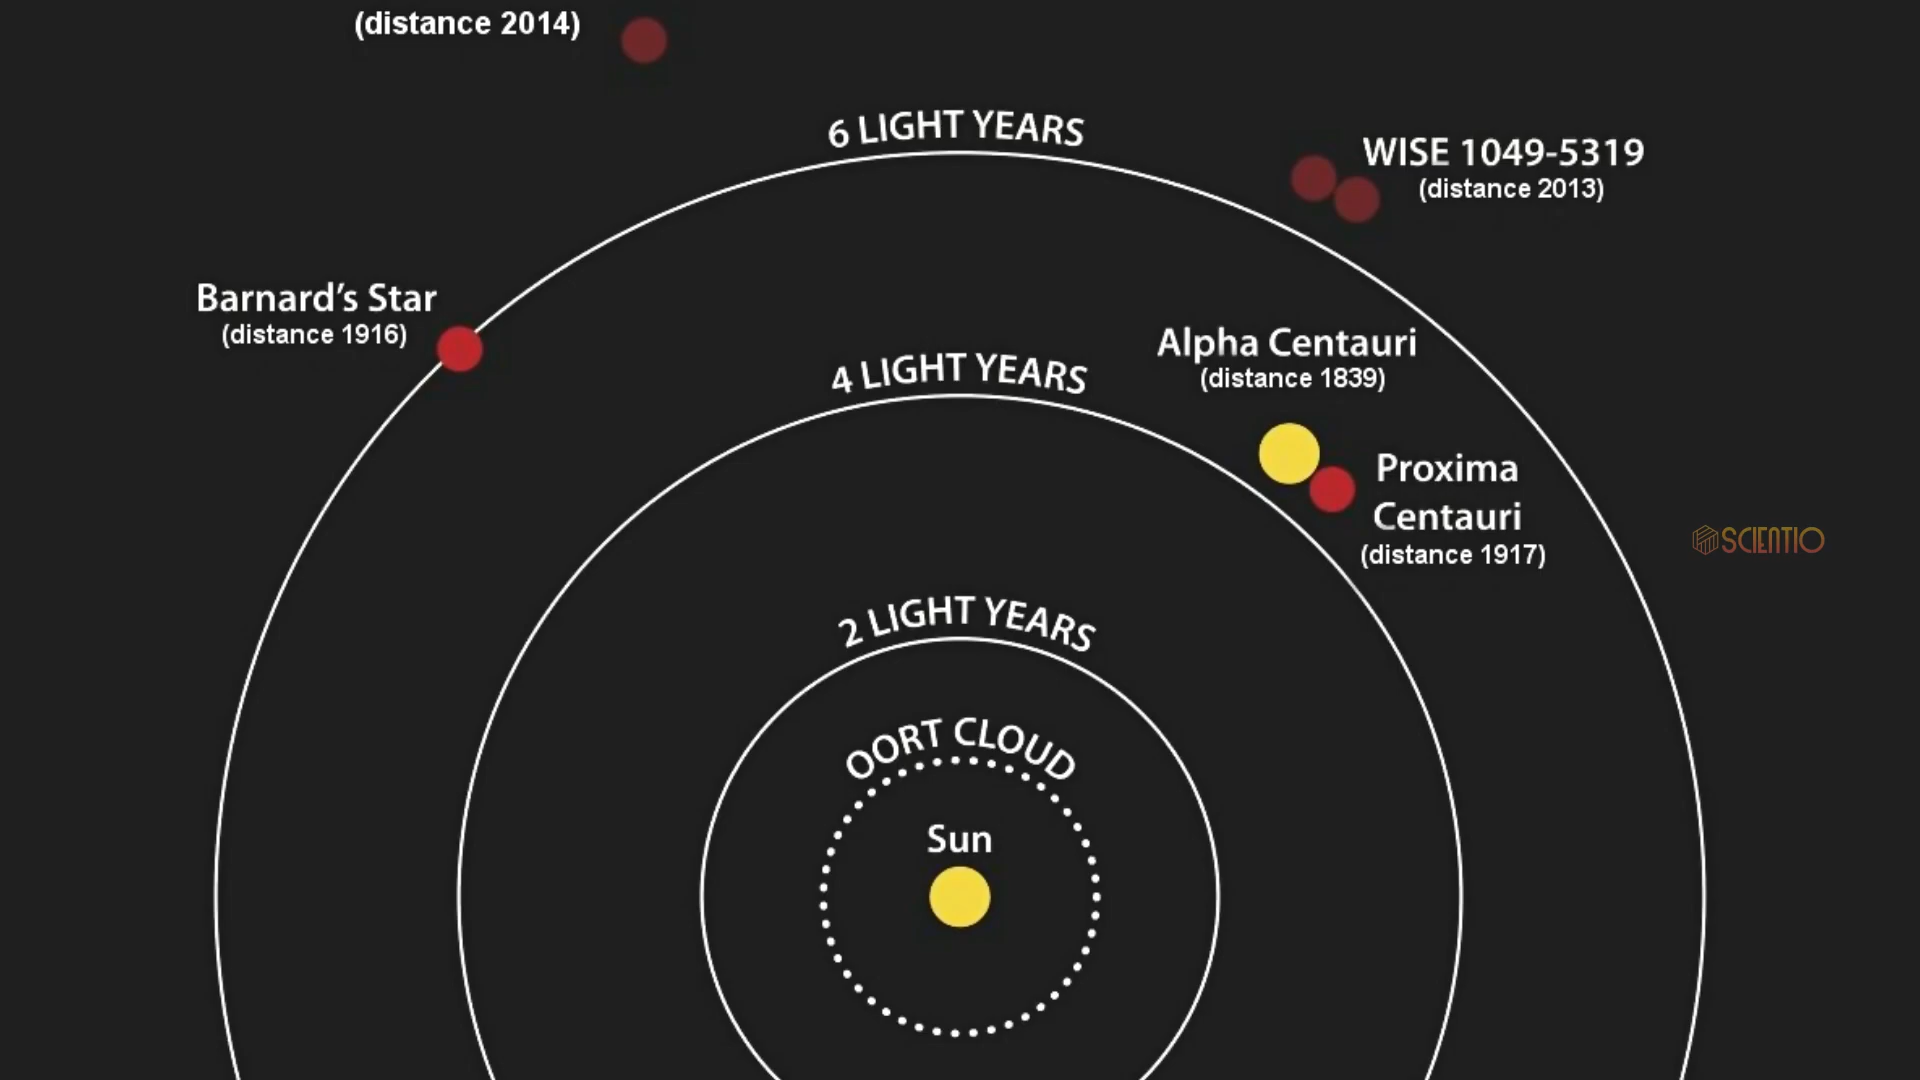 (distance 2014)
6 LIGHT YEARS
WISE 1049-5319
(distance 2013)
Barnard’s Star
(distance 1916)
Alpha Centauri
(distance 1839)
4 LIGHT YEARS
Proxima
Centauri
(distance 1917)
SCIENTIO
2 LIGHT YEARS
OORT CLOUD
Sun